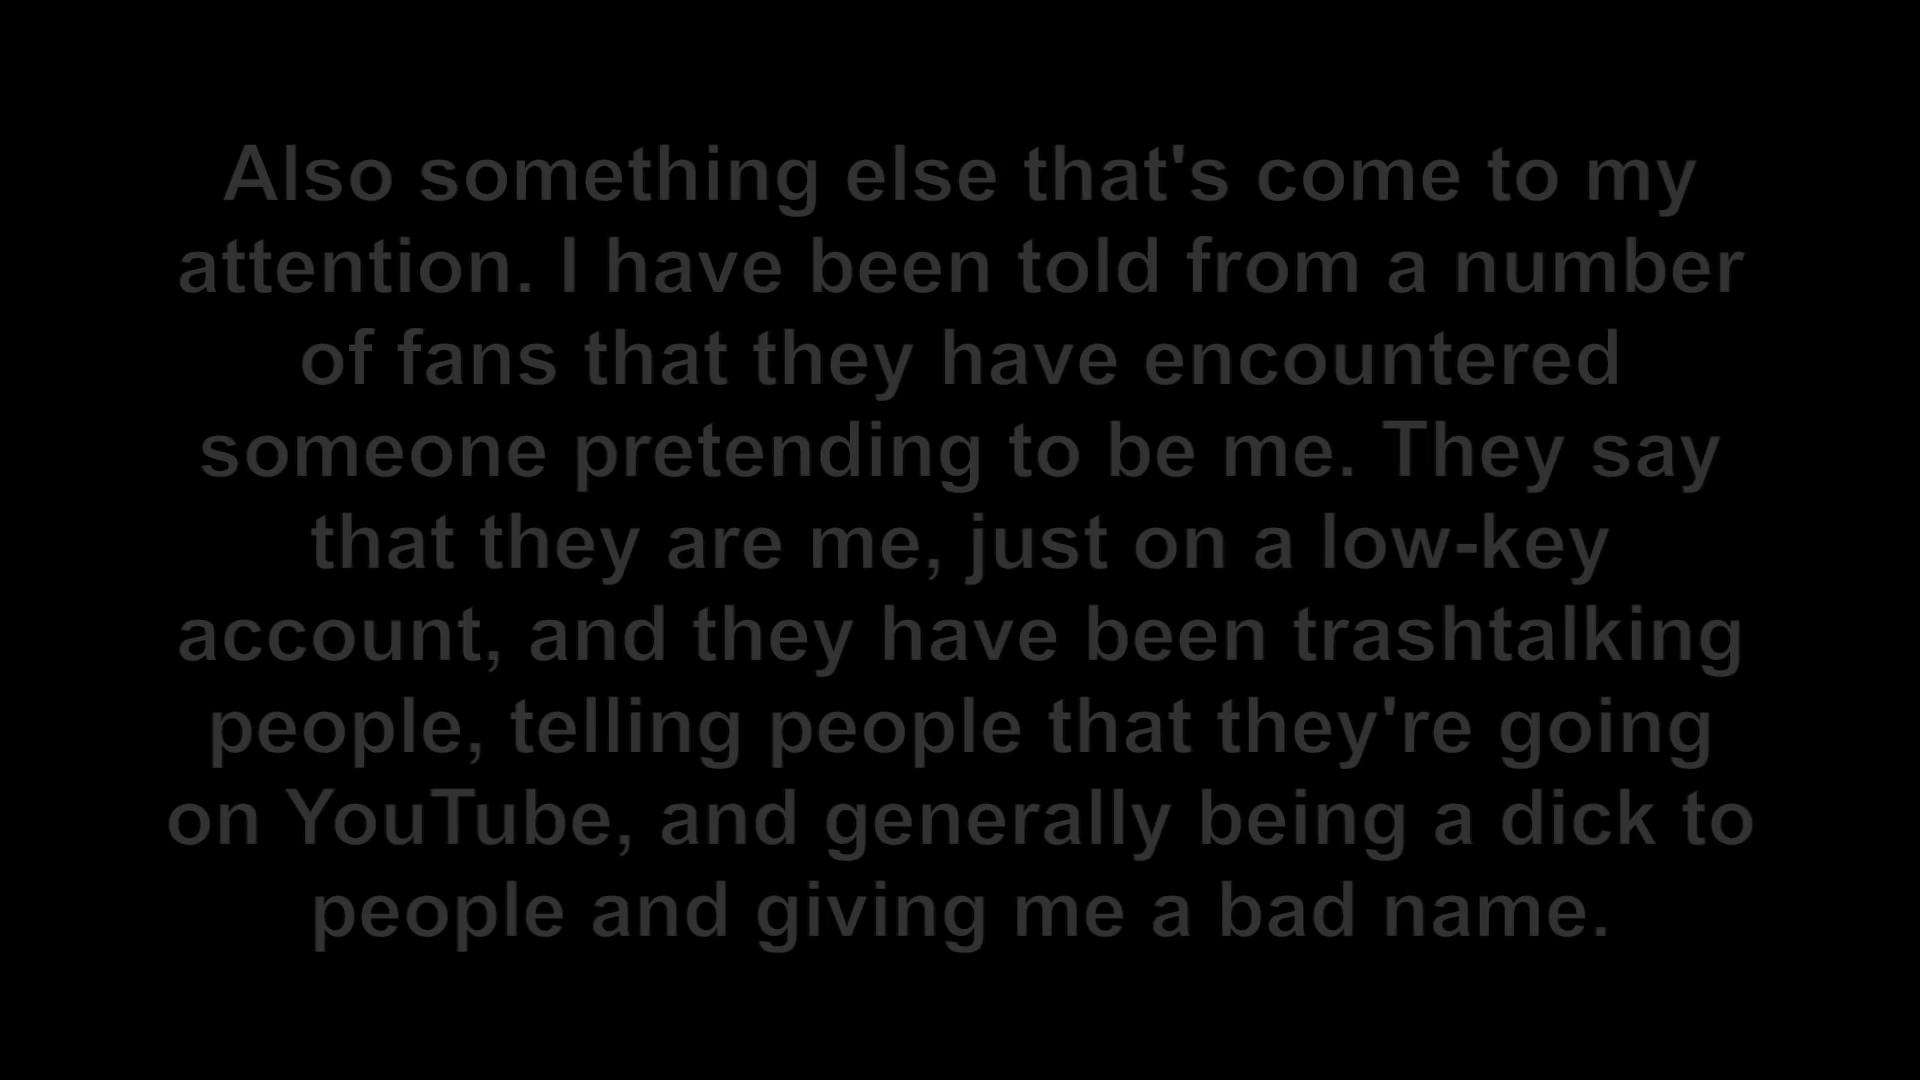 Also something else that's come to my
attention. I have been told from a number
of fans that they have encountered
someone pretending to be me. They say
that they are me, just on a low-key
account, and they have been trashtalking
people, telling people that they're going
on YouTube, and generally being a dick to
people and giving me a bad name.